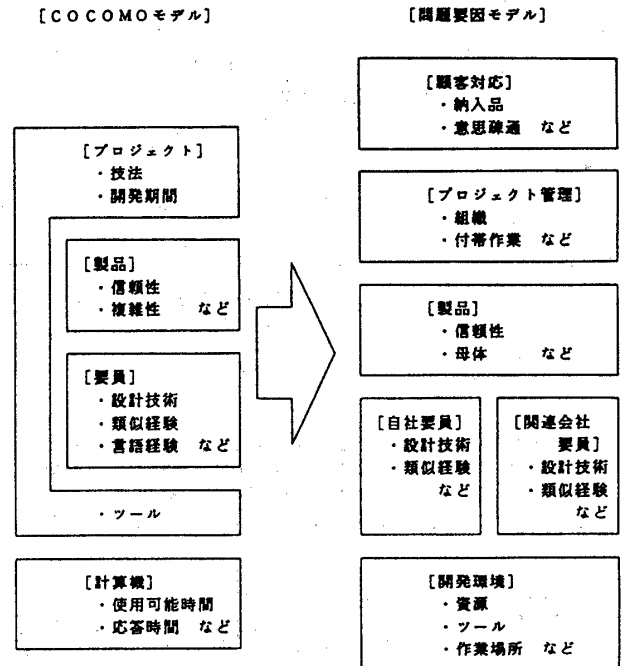 [COCOMOモデル]
[プロジェクト]
・技法
・開発期間
[製品]
・信頼性
・複雑性 など
[要員]
・設計技術
・類似経験
・言語経験 など
・ツール
[計算機]
・使用可能時間
・応答時間 など
[問題要因モデル]
[顧客対応]
・納入品
・意思疎通 など
[プロジェクト管理]
・組織
・付帯作業 など
[製品]
・信頼性
・母体 など
[自社要員]
・設計技術
・類似経験
など
[関連会社
要員]
・設計技術
・類似経験
など
[開発環境]
・資源
・ツール
・作業場所 など